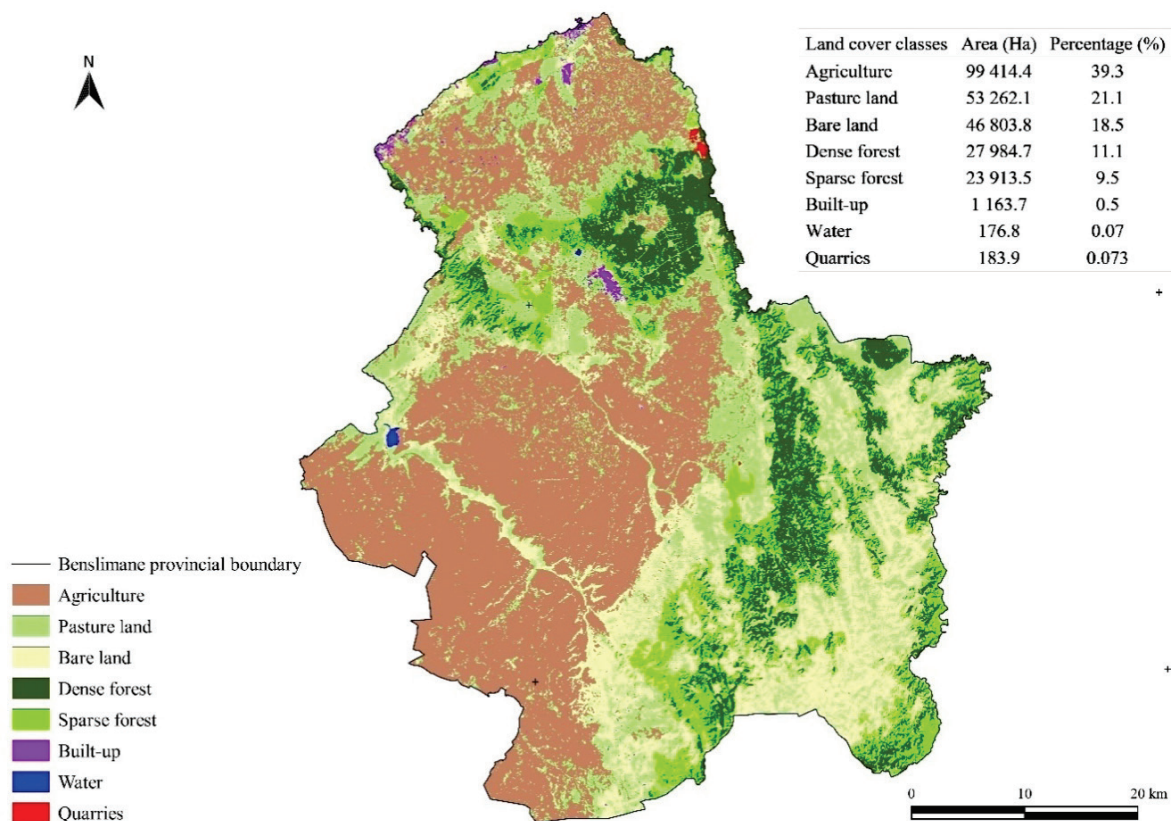 N
Land cover classes Area (Ha) Percentage (%)
Agriculture 99 414.4 39.3
Pasture land 53 262.1 21.1
Bare land 46 803.8 18.5
Dense forest 27 984.7 11.1
Sparse forest 23 913.5 9.5
Built-up 1 163.7 0.5
Water 176.8 0.07
Quarries 183.9 0.073
Benslimane provincial boundary
Agriculture
Pasture land
Bare land
Dense forest
Sparse forest
Built-up
Water
Quarries
0 10 20 km